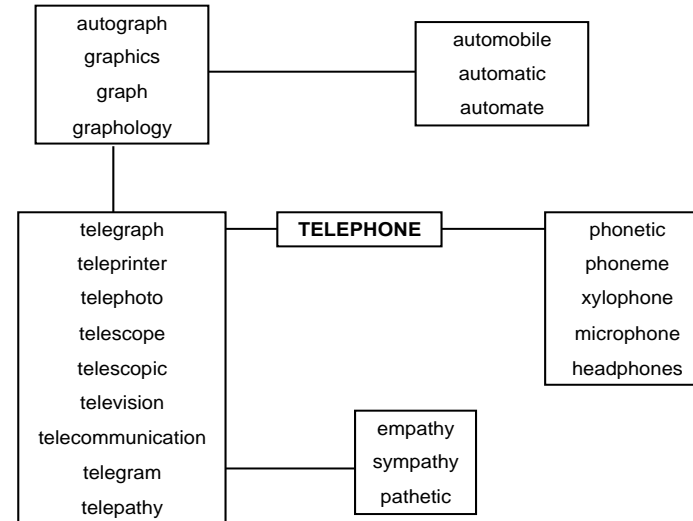 autograph
graphics
graph
graphology
automobile
automatic
automate
telegraph
teleprinter
telephoto
telescope
telescopic
television
telecommunication
telegram
telepathy
TELEPHONE
phonetic
phoneme
xylophone
microphone
headphones
empathy
sympathy
pathetic